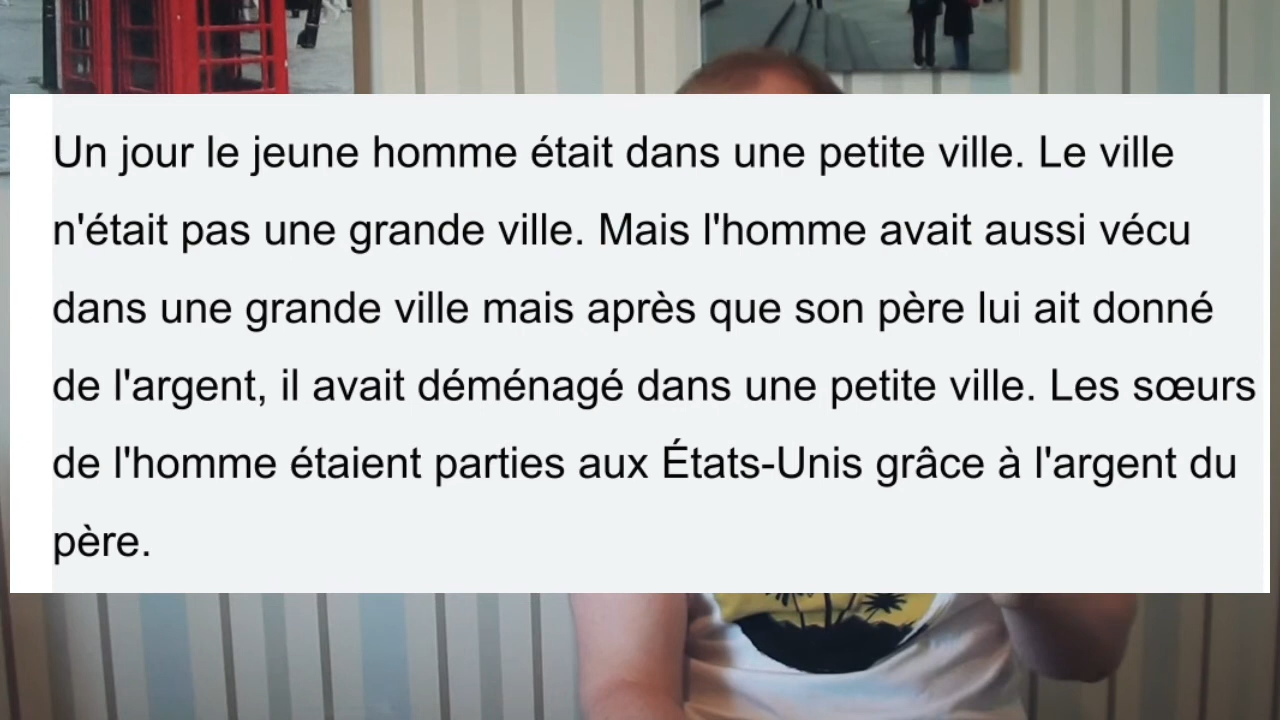 Un jour le jeune homme était dans une petite ville. Le ville
n'était pas une grande ville. Mais l'homme avait aussi vécu
dans une grande ville mais après que son père lui ait donné
de l'argent, il avait déménagé dans une petite ville. Les sœurs
de l'homme étaient parties aux États-Unis grâce à l'argent du
père.